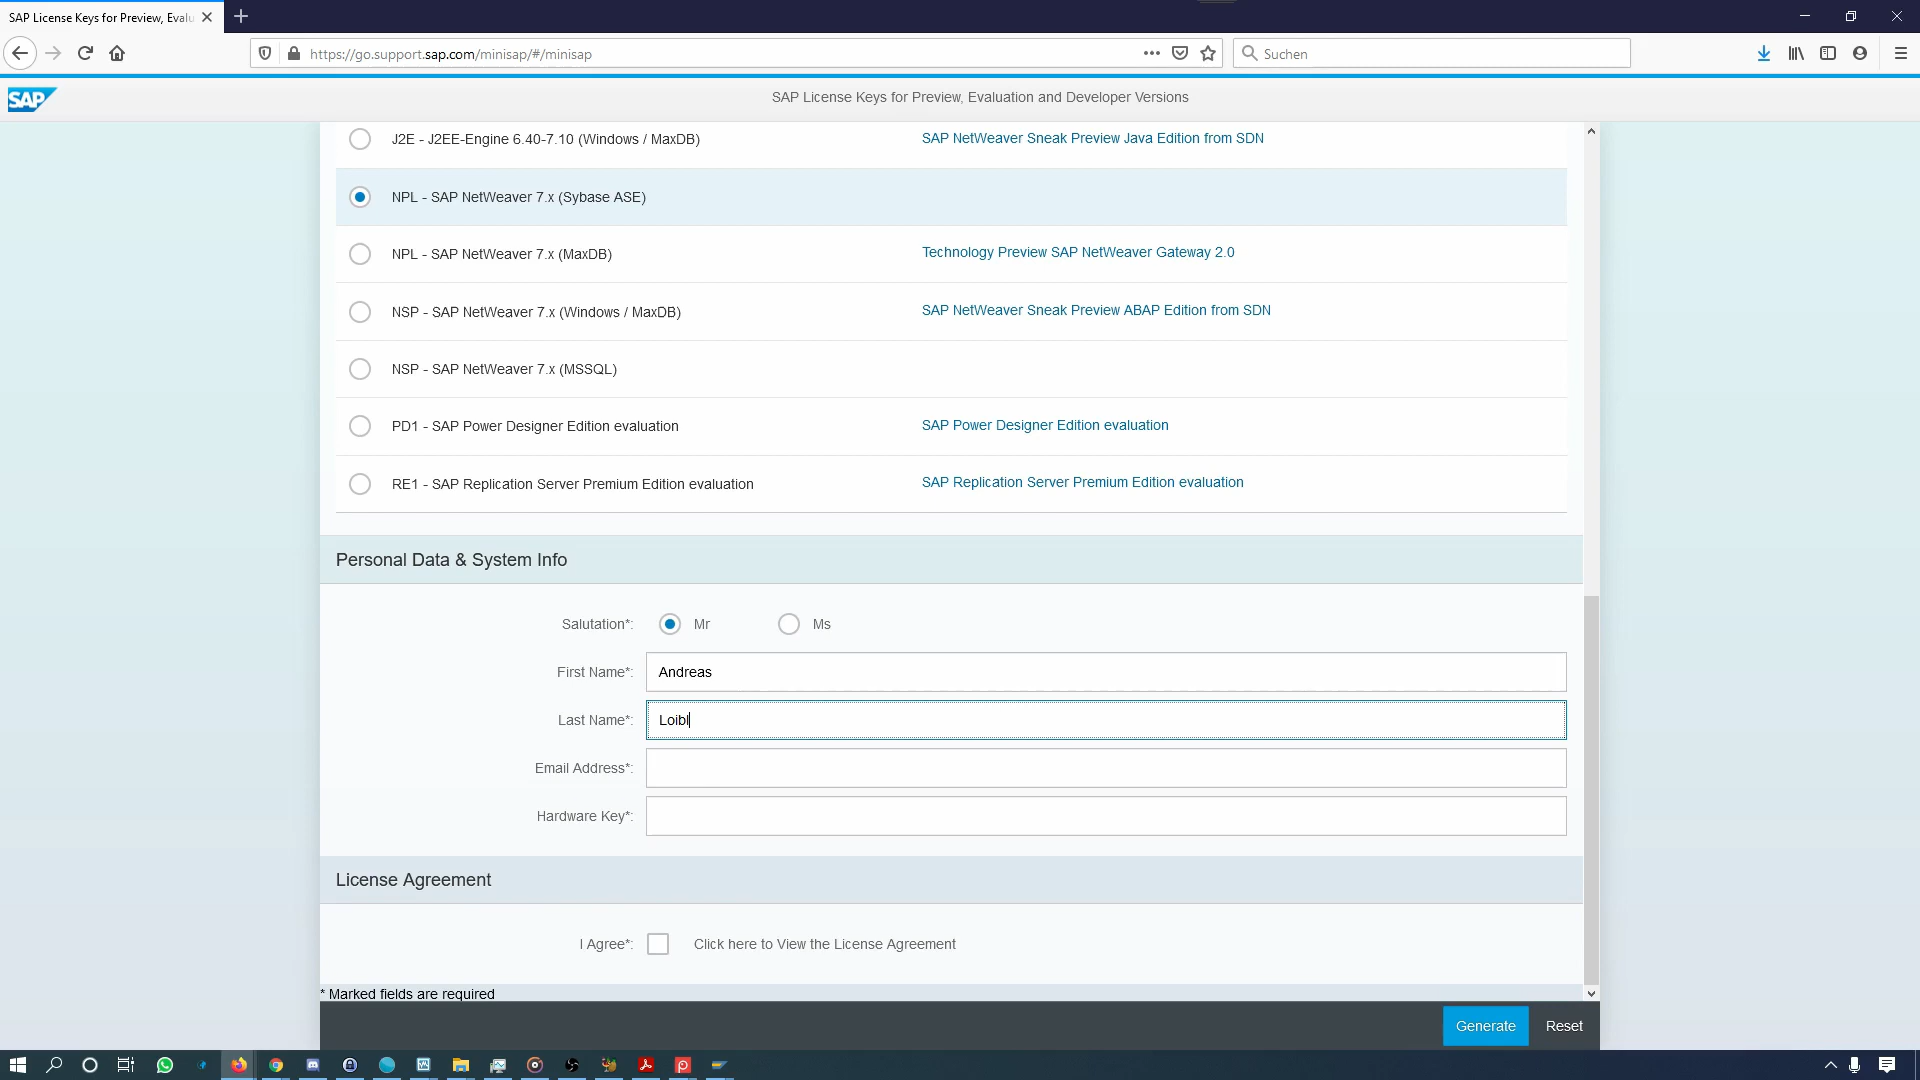 SAP License Keys for Preview, Evalu
https://go.support.sap.com/minisap/#/minisap
Suchen
SAP
SAP License Keys for Preview, Evaluation and Developer Versions
J2E - J2EE-Engine 6.40-7.10 (Windows / MaxDB)
SAP NetWeaver Sneak Preview Java Edition from SDN
NPL - SAP NetWeaver 7.x (Sybase ASE)
NPL - SAP NetWeaver 7.x (MaxDB)
Technology Preview SAP NetWeaver Gateway 2.0
NSP - SAP NetWeaver 7.x (Windows / MaxDB)
SAP NetWeaver Sneak Preview ABAP Edition from SDN
NSP - SAP NetWeaver 7.x (MSSQL)
PD1 - SAP Power Designer Edition evaluation
SAP Power Designer Edition evaluation
RE1 - SAP Replication Server Premium Edition evaluation
SAP Replication Server Premium Edition evaluation
Personal Data & System Info
Salutation*:
Mr
Ms
First Name*:
Andreas
Last Name*:
Loibl
Email Address*:
Hardware Key*:
License Agreement
I Agree*:
Click here to View the License Agreement
* Marked fields are required
Generate
Reset